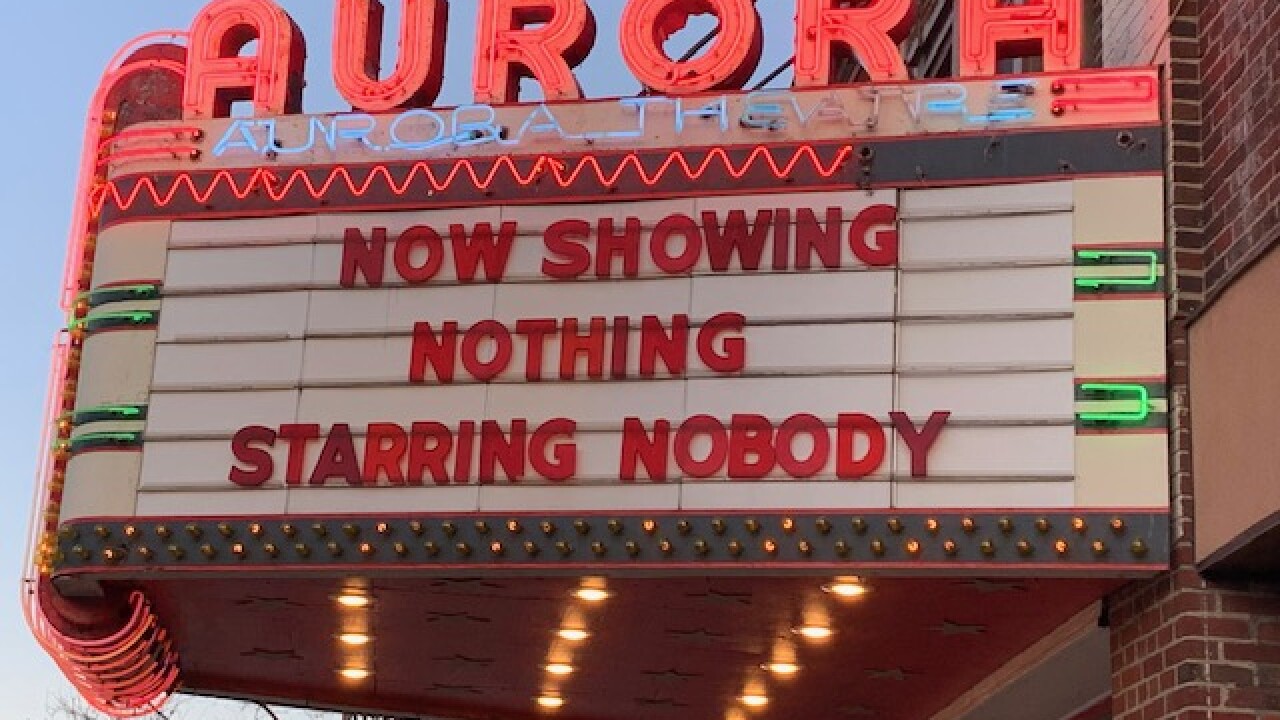 AURORA
AURORA THEATRE
NOW SHOWING
NOTHING
STARRING NOBODY